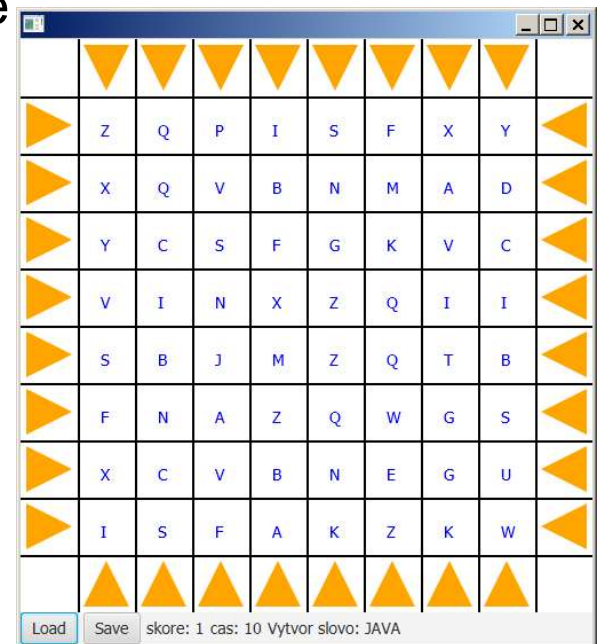 e
Z Q P I S F X Y
X Q V B N M A D
Y C S F G K V C
V I N X Z Q I I
S B J M Z Q T B
F N A Z Q W G S
X C V B N E G U
I S F A K Z K W
Load Save skore: 1 cas: 10 Vytvor slovo: JAVA